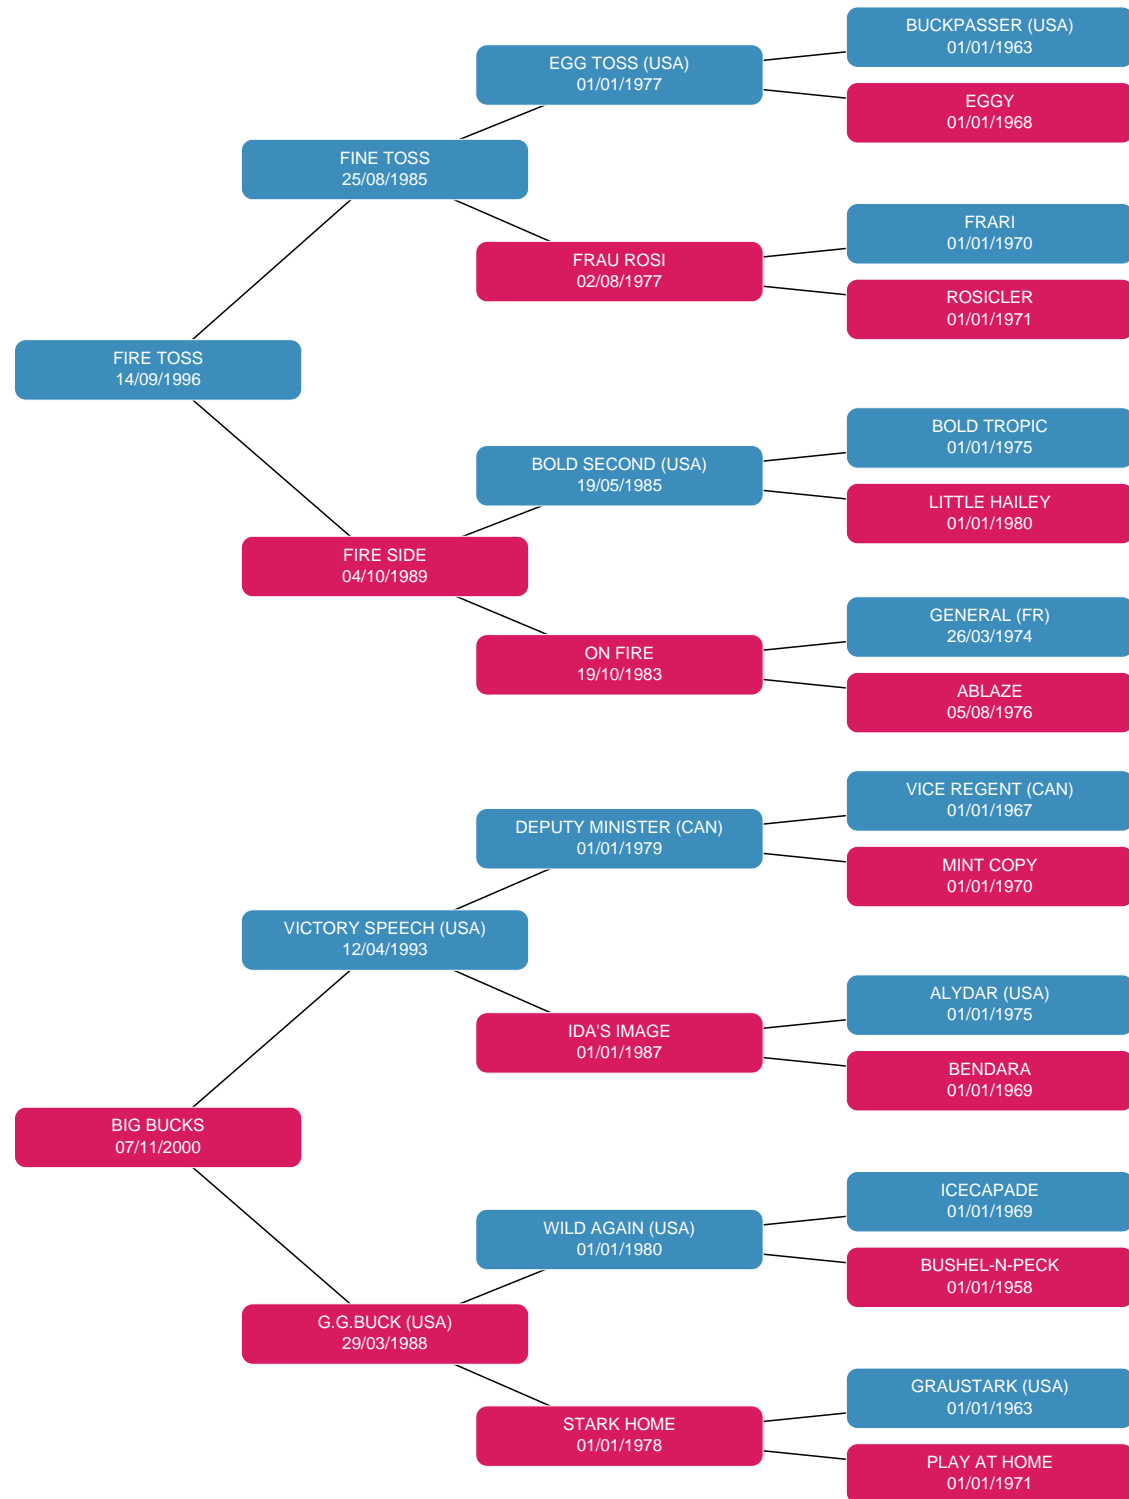 BUCKPASSER (USA)
01/01/1963
EGG TOSS (USA)
01/01/1977
EGGY
01/01/1968
FINE TOSS
25/08/1985
FRARI
01/01/1970
FRAU ROSI
02/08/1977
ROSICLER
01/01/1971
FIRE TOSS
14/09/1996
BOLD TROPIC
01/01/1975
BOLD SECOND (USA)
19/05/1985
LITTLE HAILEY
01/01/1980
FIRE SIDE
04/10/1989
GENERAL (FR)
26/03/1974
ON FIRE
19/10/1983
ABLAZE
05/08/1976
VICE REGENT (CAN)
01/01/1967
DEPUTY MINISTER (CAN)
01/01/1979
MINT COPY
01/01/1970
VICTORY SPEECH (USA)
12/04/1993
ALYDAR (USA)
01/01/1975
IDA'S IMAGE
01/01/1987
BENDARA
01/01/1969
BIG BUCKS
07/11/2000
ICECAPADE
01/01/1969
WILD AGAIN (USA)
01/01/1980
BUSHEL-N-PECK
01/01/1958
G.G.BUCK (USA)
29/03/1988
GRAUSTARK (USA)
01/01/1963
STARK HOME
01/01/1978
PLAY AT HOME
01/01/1971